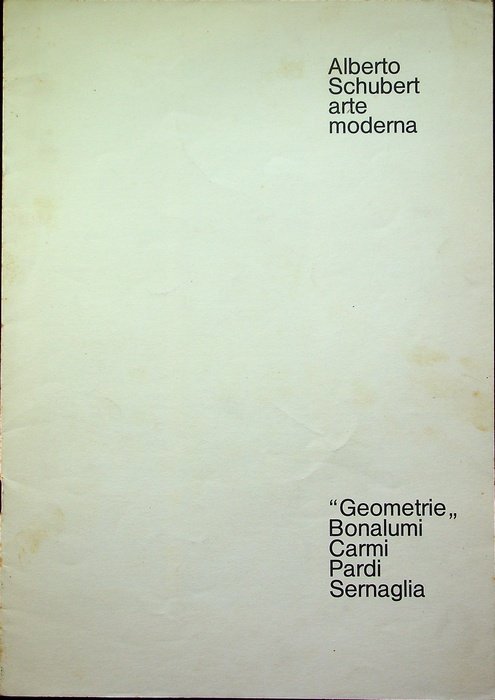 Alberto
Schubert
arte
moderna
“Geometrie„
Bonalumi
Carmi
Pardi
Sernaglia